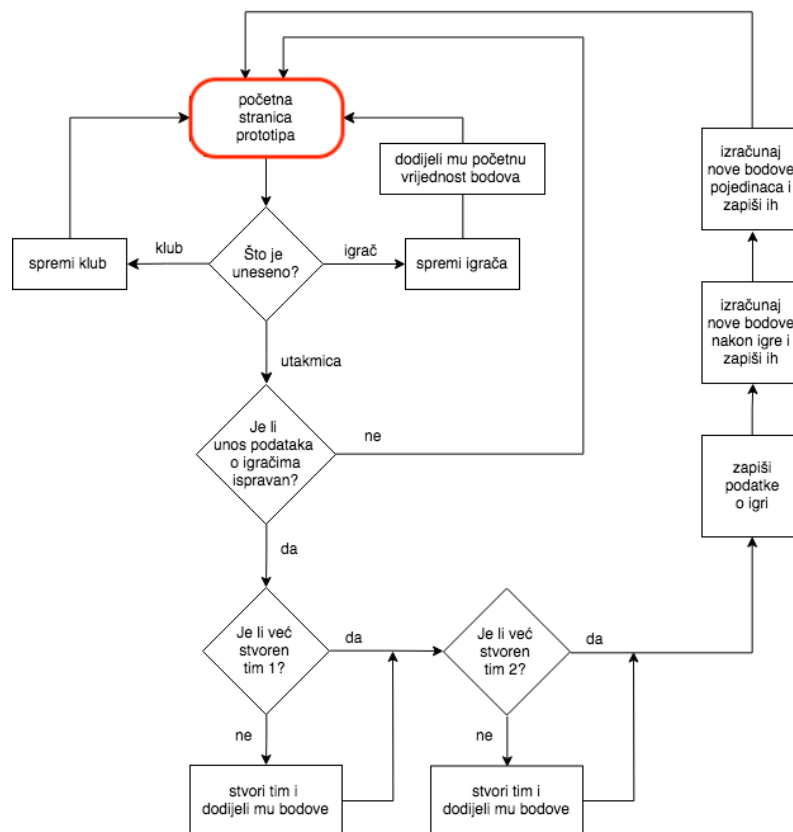 početna
stranica
prototipa
dodijeli mu početnu
vrijednost bodova
izračunaj
nove bodove
pojedinaca i
zapiši ih
klub
Što je
uneseno?
igrač
spremi klub
spremi igrača
izračunaj
nove bodove
nakon igre i
zapiši ih
utakmica
Je li
unos podataka
o igračima
ispravan?
ne
zapiši
podatke
o igri
da
Je li već
stvoren
tim 1?
da
Je li već
stvoren
tim 2?
da
ne
ne
stvori tim i
dodijeli mu bodove
stvori tim i
dodijeli mu bodove